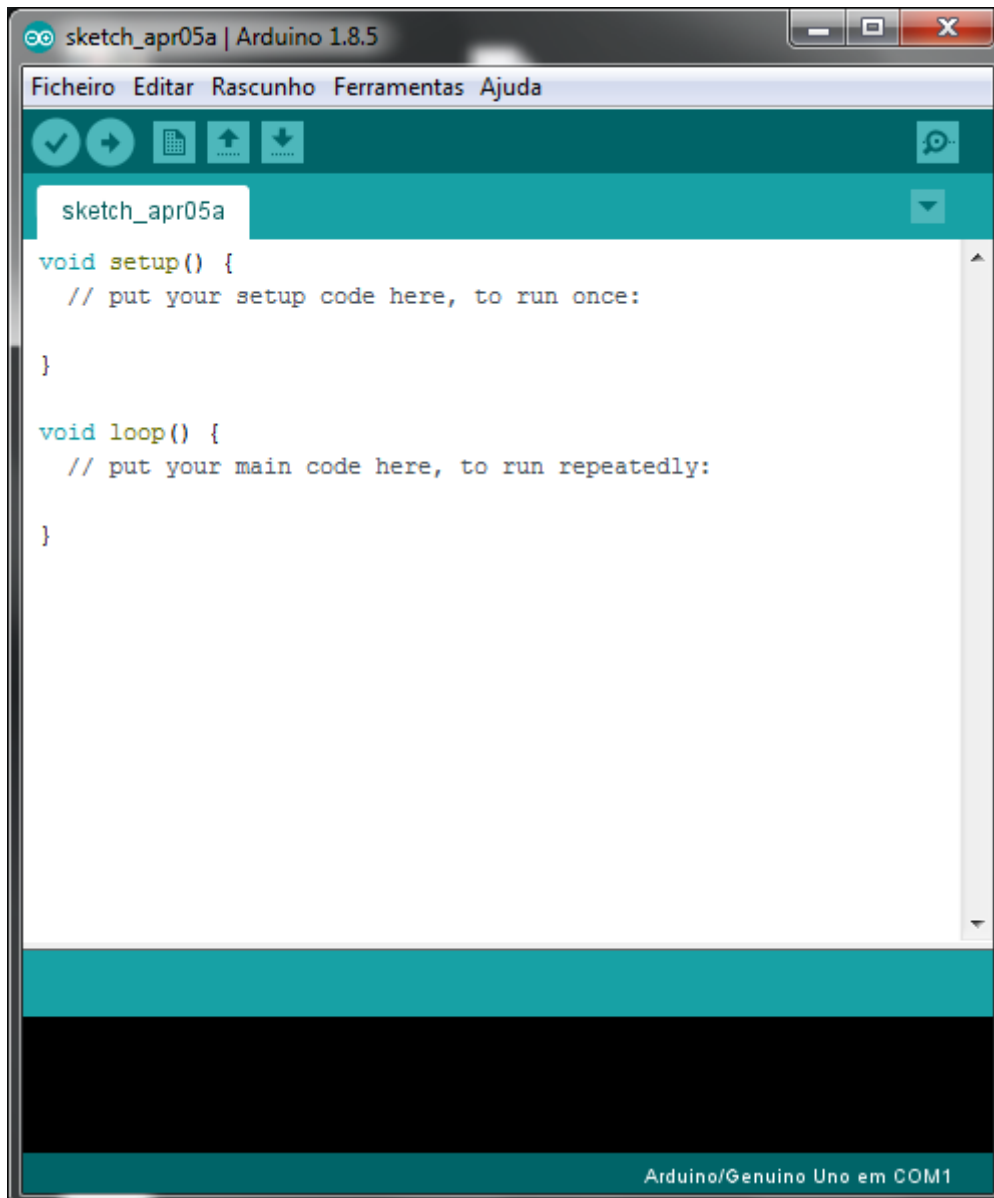 sketch_apr05a | Arduino 1.8.5
Ficheiro Editar Rascunho Ferramentas Ajuda
sketch_apr05a
void setup() {
  // put your setup code here, to run once:
}
void loop() {
  // put your main code here, to run repeatedly:
}
Arduino/Genuino Uno em COM1